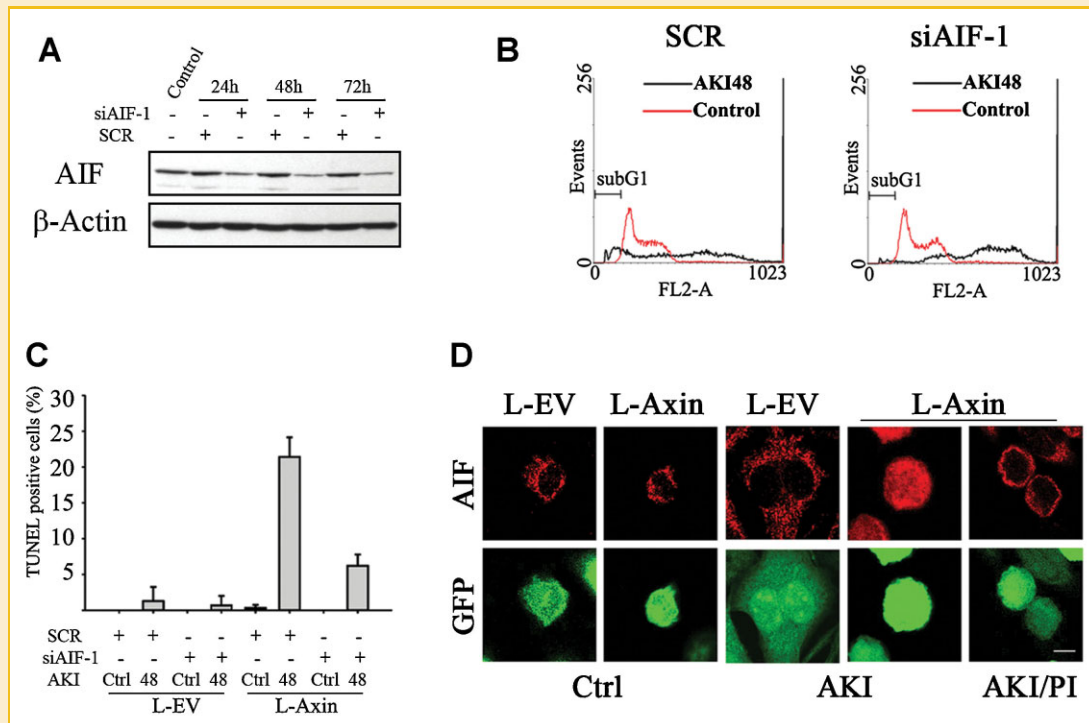 A
Control 24h 48h 72h
siAIF-1 - - + - + - +
SCR - + - + - + -
AIF
β-Actin
B
SCR
256
Events
0
AKI48
Control
subG1
0 1023
FL2-A
siAIF-1
256
Events
0
AKI48
Control
subG1
0 1023
FL2-A
C
TUNEL positive cells (%)
30
25
20
15
10
5
SCR + + - - + + - -
siAIF-1 - - + + - - + +
AKI Ctrl 48 Ctrl 48 Ctrl 48 Ctrl 48
L-EV L-Axin
D
L-EV L-Axin L-EV L-Axin
AIF
GFP
Ctrl AKI AKI/PI